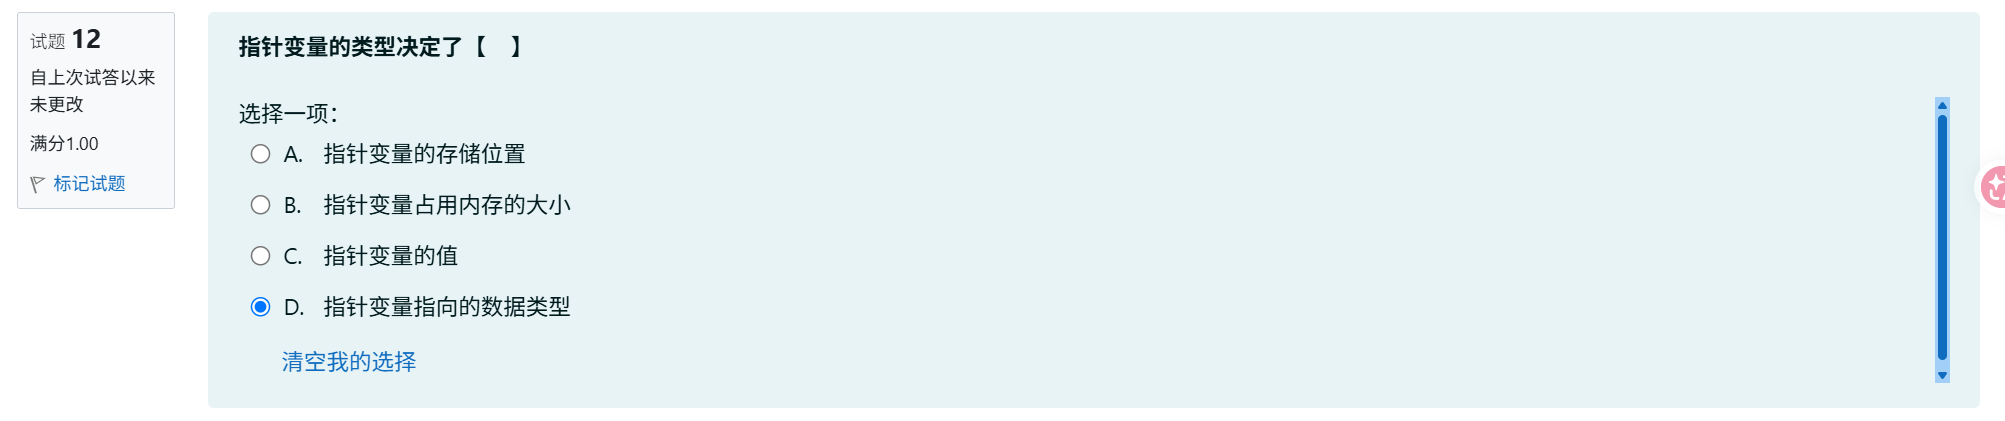 试题 12
自上次试答以来
未更改
满分1.00
标记试题
指针变量的类型决定了【 】
选择一项：
A. 指针变量的存储位置
B. 指针变量占用内存的大小
C. 指针变量的值
D. 指针变量指向的数据类型
清空我的选择